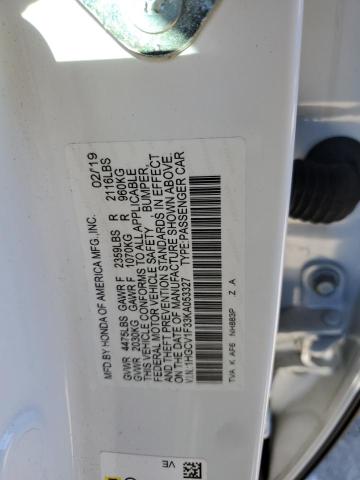 MFD BY HONDA OF AMERICA MFG., INC. 02/19
GVWR 4475LBS GAWR F 2359LBS R 2116LBS
GVWR 2030KG GAWR F 1070KG R 960KG
THIS VEHICLE CONFORMS TO ALL APPLICABLE
FEDERAL MOTOR VEHICLE SAFETY, BUMPER,
AND THEFT PREVENTION STANDARDS IN EFFECT
ON THE DATE OF MANUFACTURE SHOWN ABOVE.
V.I.N.:1HGCV1F33KA053327 TYPE:PASSENGER CAR
TVA K AF6 NH883P Z A
VE